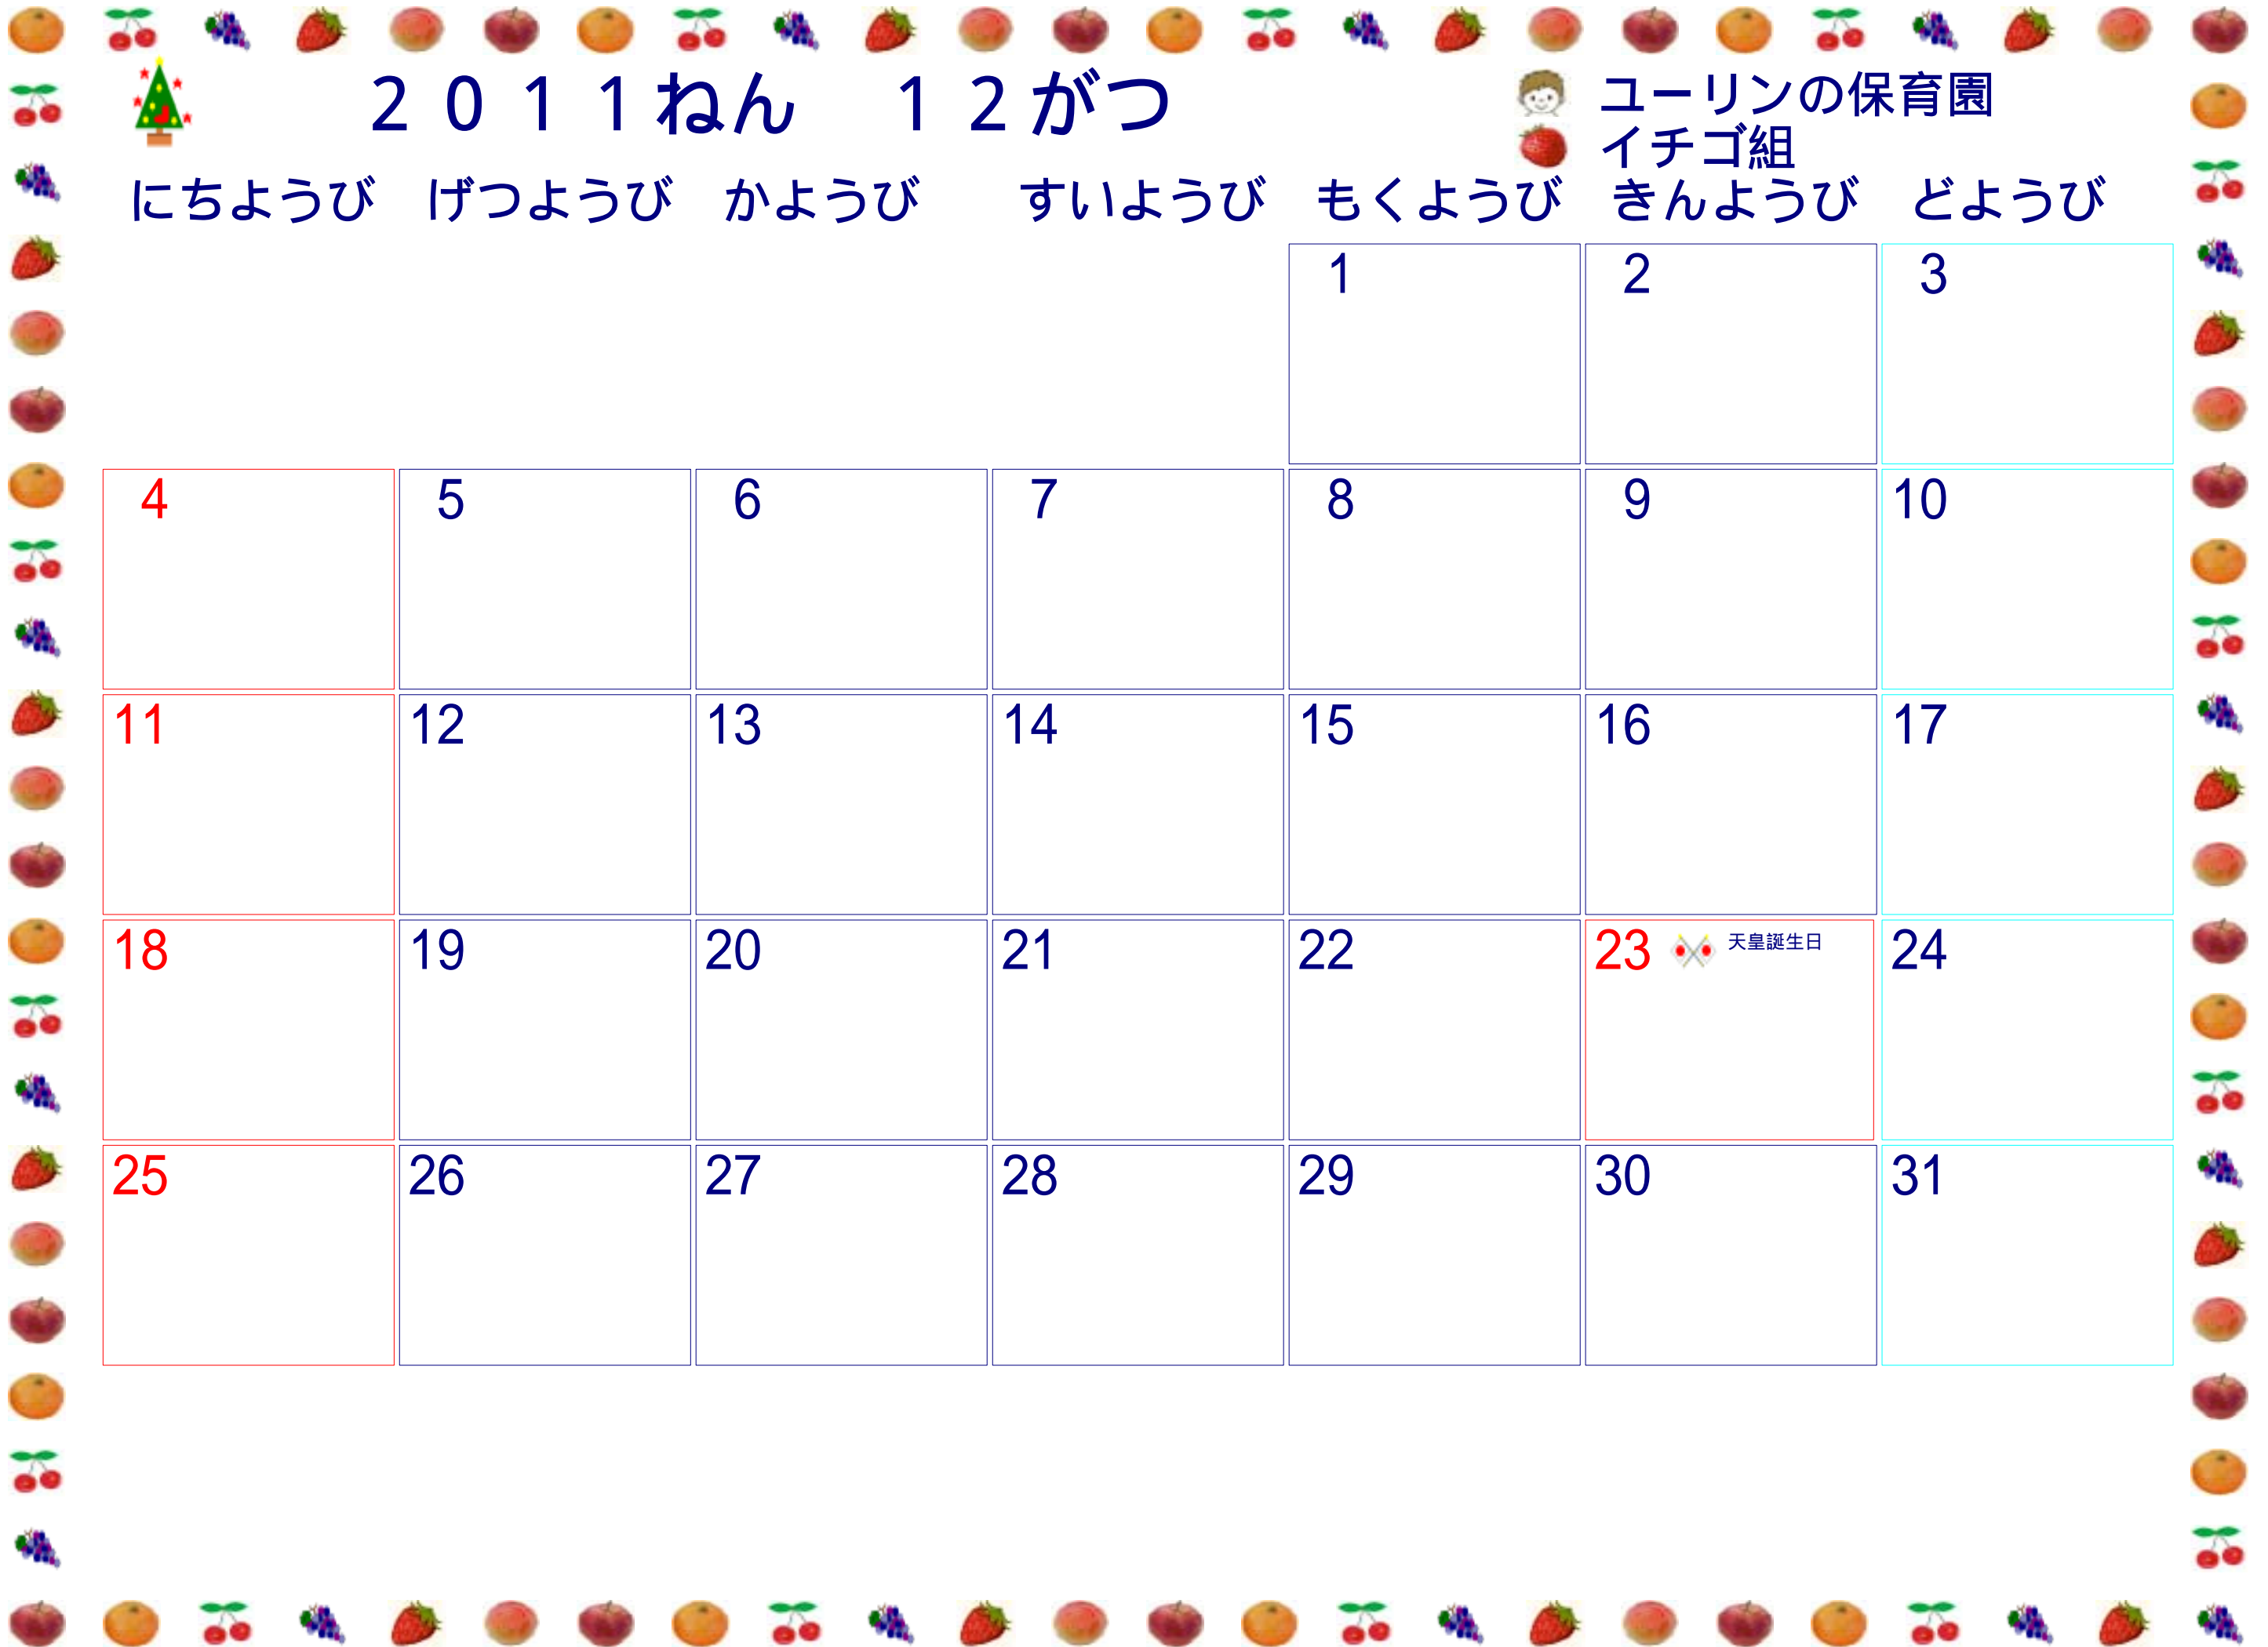 ２０１１ねん　１２がつ
ユーリンの保育園
イチゴ組
にちようび げつようび かようび すいようび もくようび きんようび どようび
1 2 3
4 5 6 7 8 9 10
11 12 13 14 15 16 17
18 19 20 21 22 23 天皇誕生日 24
25 26 27 28 29 30 31